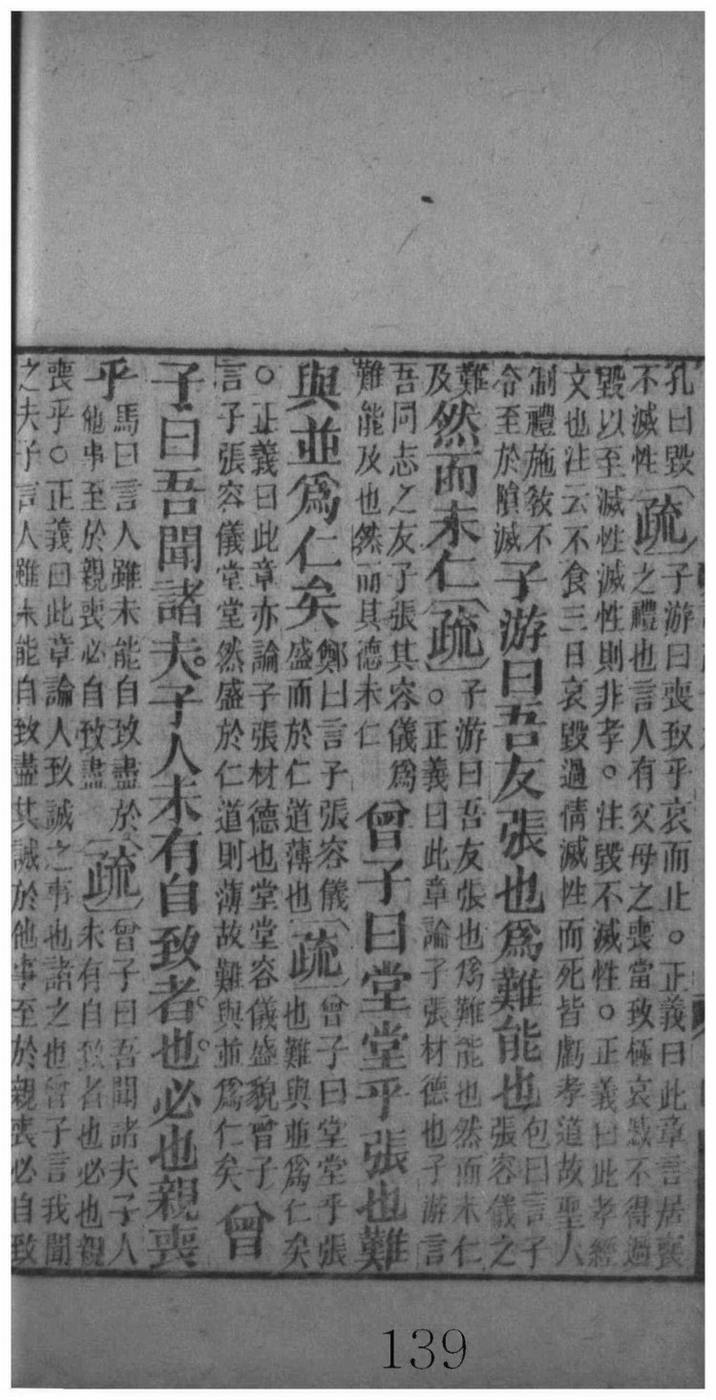 孔曰毀不滅性疏子游曰喪致乎哀而止。正義曰此章言居喪之禮也言人有父母之喪當致極哀慼不得過
毀以至滅性滅性則非孝。注毀不滅性。正義曰此孝經
文也注云不食三日哀毀過情滅性而死皆虧孝道故聖人
制禮施敎不令至於隕滅子游曰吾友張也爲難能也包曰言子張容儀之
難及然而未仁疏子游曰吾友張也爲難能也然而未仁。正義曰此章論子張材德也子游言
吾同志之友子張其容儀爲難能及也然而其德未仁曾子曰堂堂乎張也難
與並爲仁矣鄭曰言子張容儀盛而於仁道薄也疏曾子曰堂堂乎張也難與並爲仁矣
。正義曰此章亦論子張材德也堂堂容儀盛貌曾子言子張容儀堂堂然盛於仁道則薄故難與並爲仁矣曾
子曰吾聞諸夫子人未有自致者也必也親喪
乎馬曰言人雖未能自致盡於他事至於親喪必自致盡疏曾子曰吾聞諸夫子人未有自致者也必也親
喪乎○正義曰此章論人致誠之事也諸之也曾子言我聞
之夫子言人雖未能自致盡其誠於他事至於親喪必自致
139